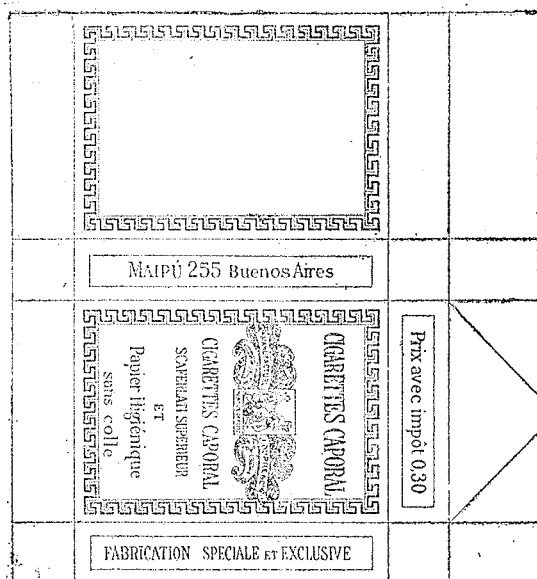 MAIPÚ 255 Buenos Aires
CIGARETTES CAPORAL
CIGARETTES CAPORAL
SCAFERLATI SUPERIEUR
ET
Papier Higiénique
sans colle
Prix avec impôt 0,30
FABRICATION SPECIALE ET EXCLUSIVE